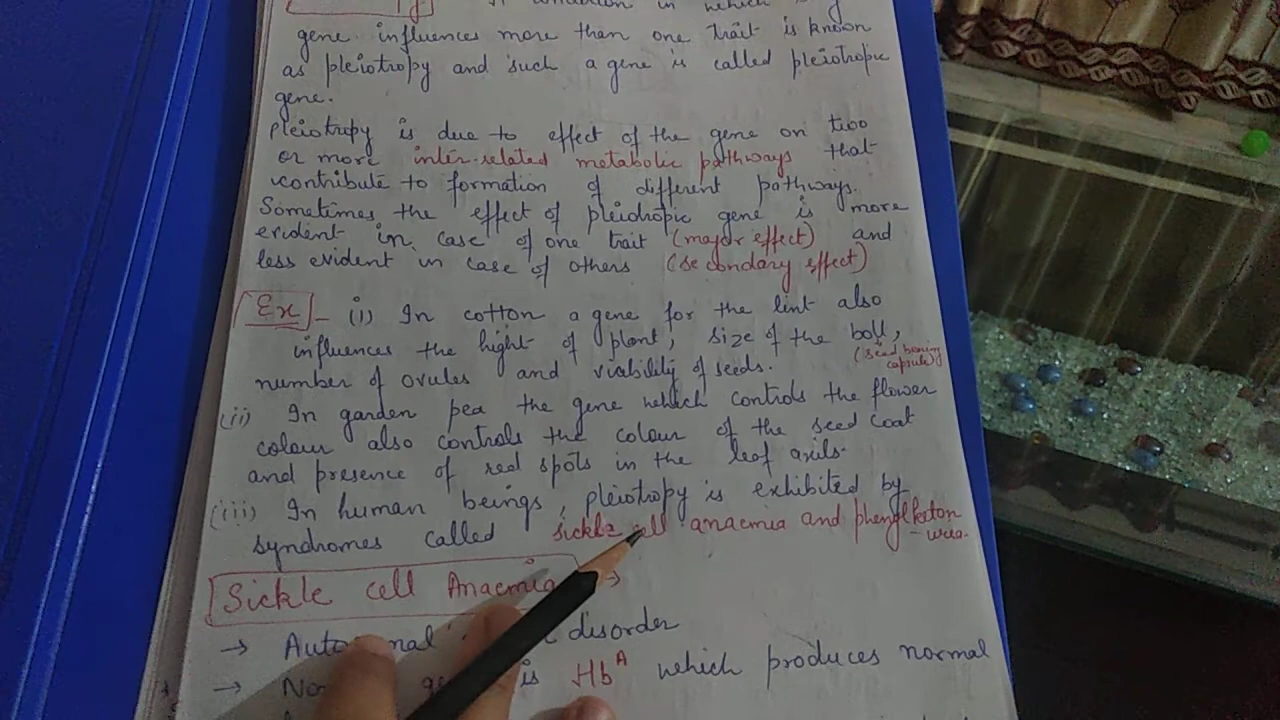 condition in which
gene influences more than one trait is known
as pleiotropy and such a gene is called pleiotropic
gene.
Pleiotropy is due to effect of the gene on two
or more inter-related metabolic pathways that
contribute to formation of different pathways.
Sometimes the effect of pleiotropic gene is more
evident in case of one trait (major effect) and
less evident in case of others (secondary effect)
Ex - (i) In cotton a gene for the lint also
influences the hight of plant, size of the boll,
(seed bearing capsule)
number of ovules and viability of seeds.
(ii) In garden pea the gene which controls the flower
colour also controls the colour of the seed coat
and presence of red spots in the leaf axils.
(iii) In human beings, pleiotropy is exhibited by
syndromes called sickle cell anaemia and phenylketon
-urea.
Sickle cell Anaemia →
→ disorder
→ is Hb^A which produces normal